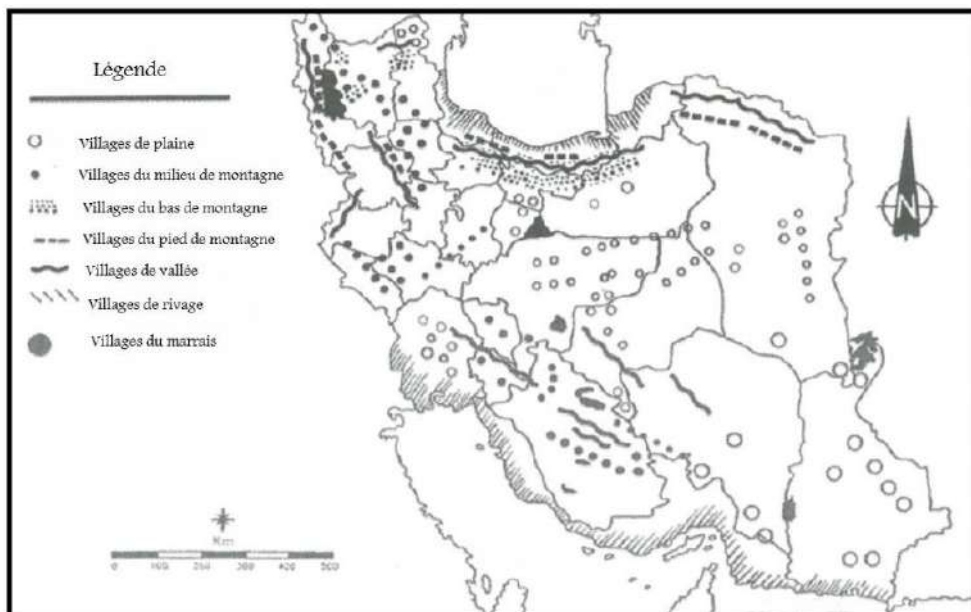 Légende
Villages de plaine
Villages du milieu de montagne
Villages du bas de montagne
Villages du pied de montagne
Villages de vallée
Villages de rivage
Villages du marrais
N
Km
0 100 200 300 400 500